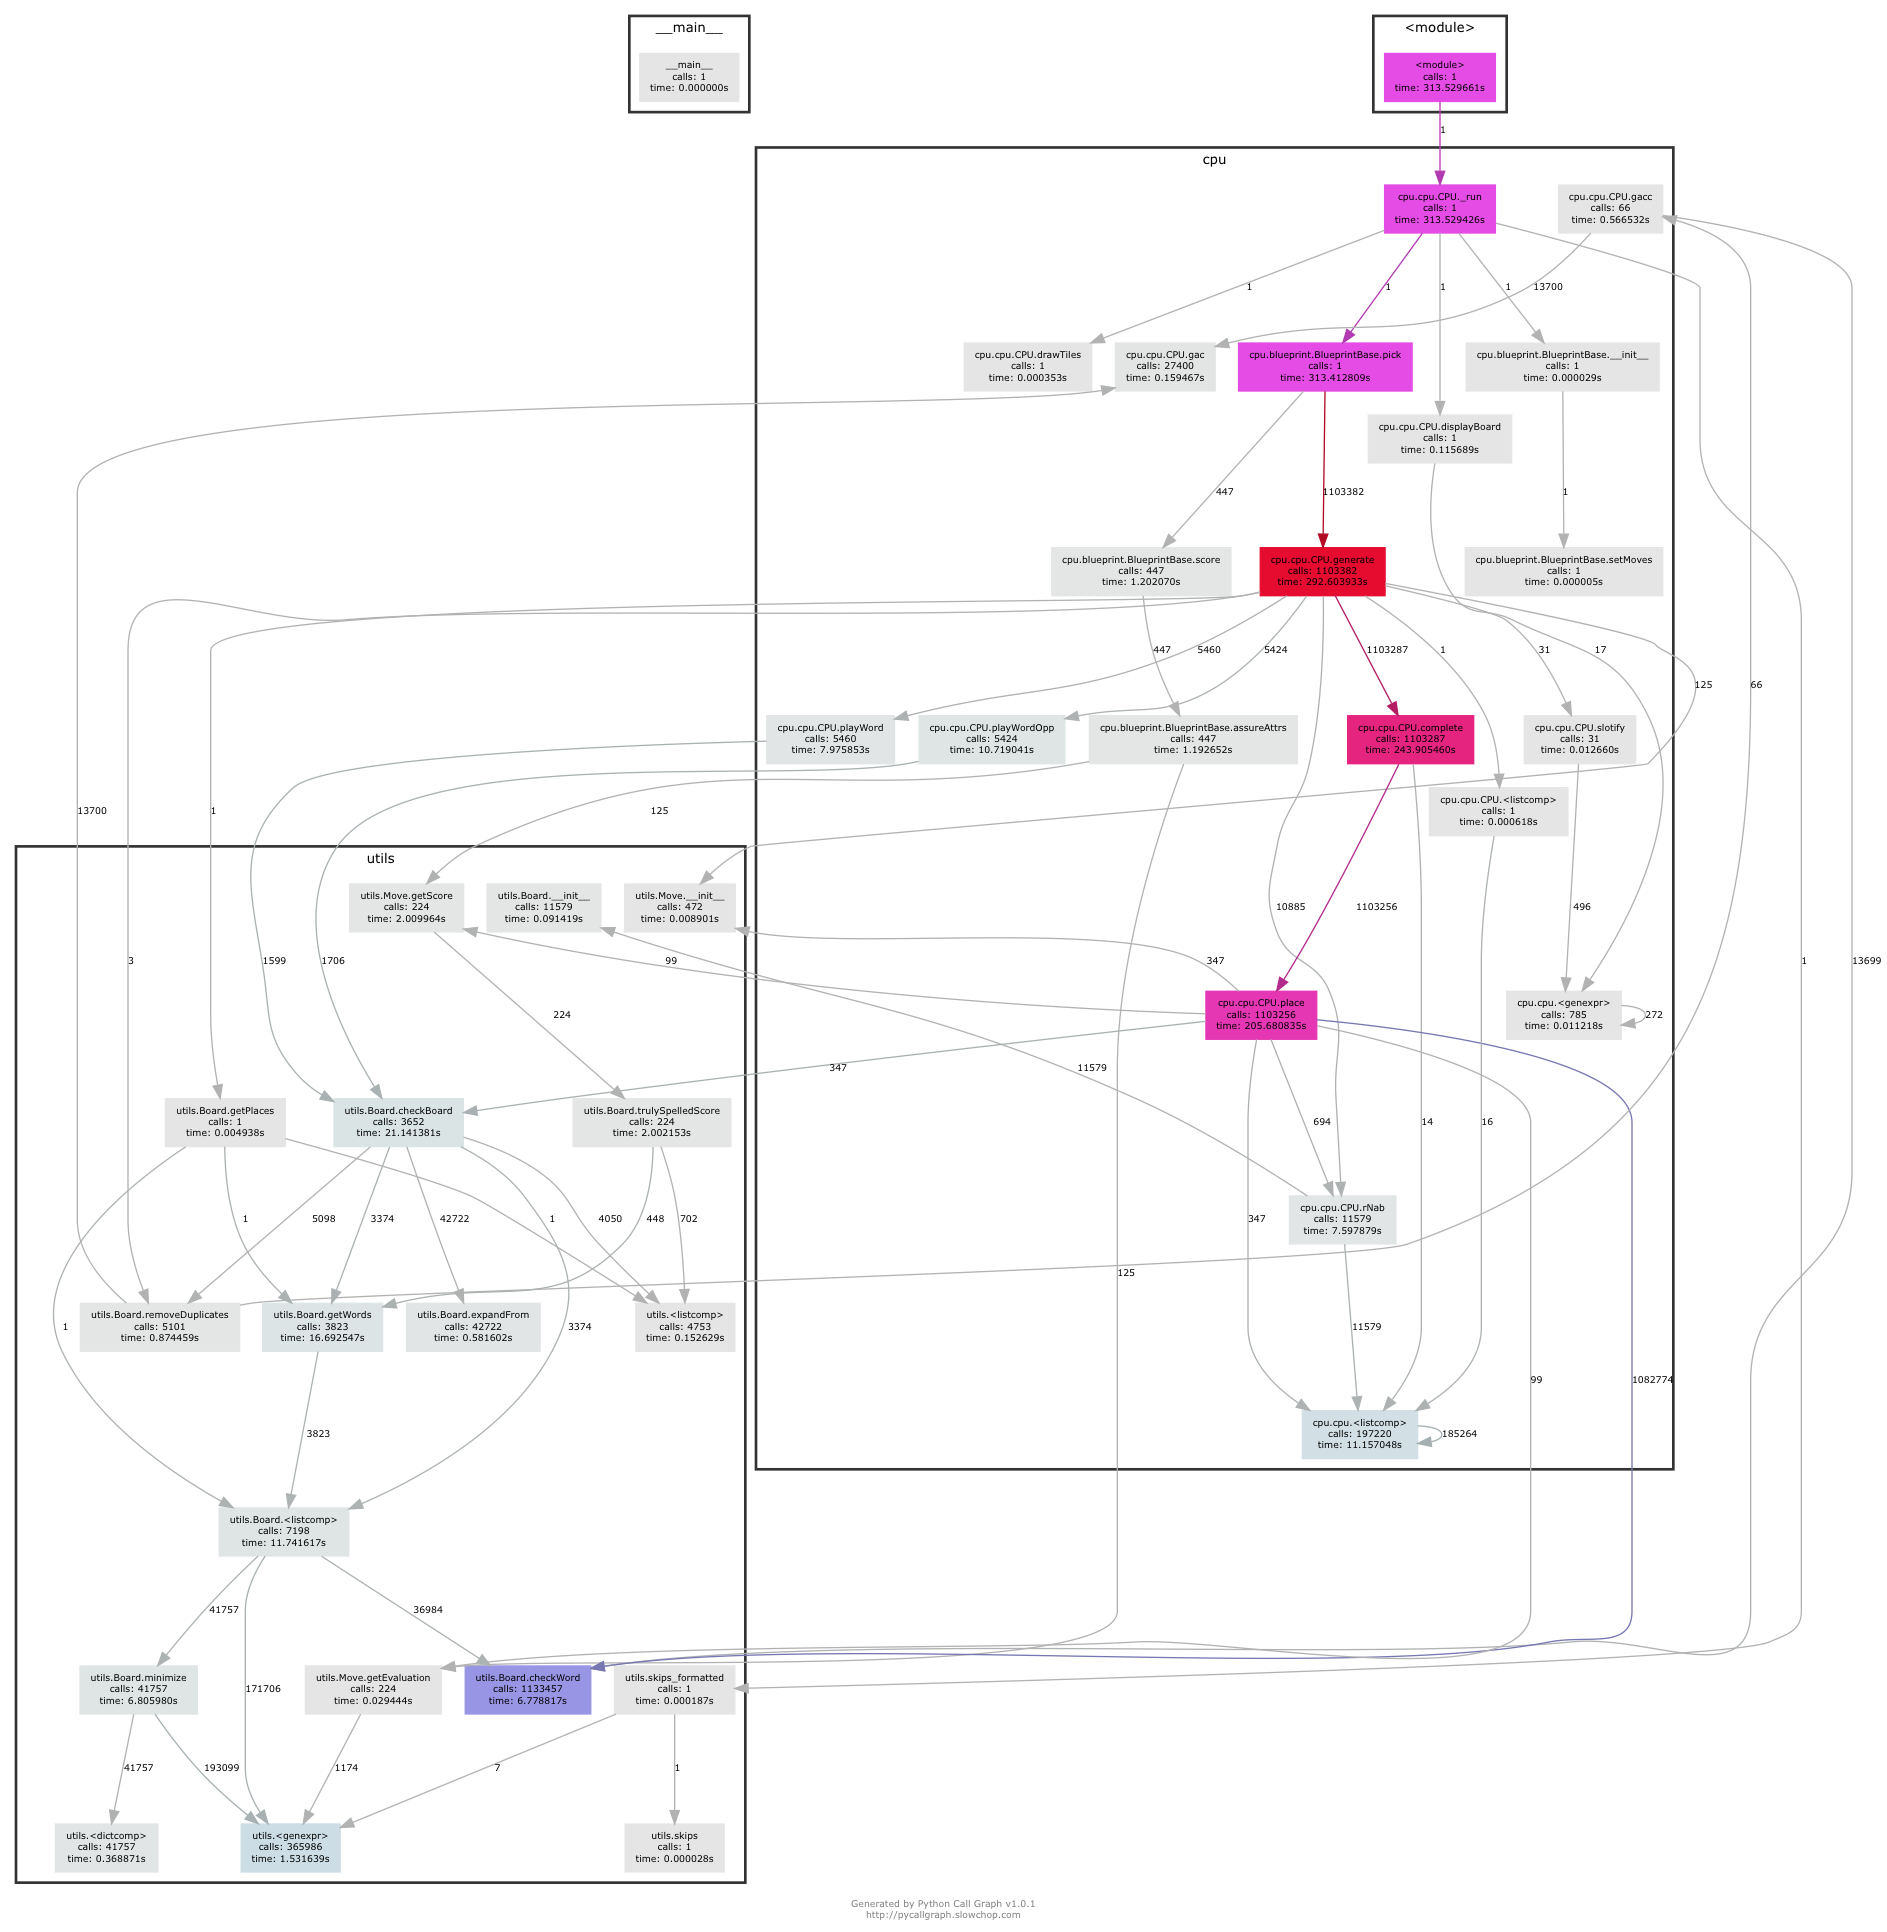 __main__
<module>
__main__
calls: 1
time: 0.000000s
<module>
calls: 1
time: 313.529661s
1
cpu
cpu.cpu.CPU._run
calls: 1
time: 313.529426s
cpu.cpu.CPU.gacc
calls: 66
time: 0.566532s
1
1
1
1
13700
cpu.cpu.CPU.drawTiles
calls: 1
time: 0.000353s
cpu.cpu.CPU.gac
calls: 27400
time: 0.159467s
cpu.blueprint.BlueprintBase.pick
calls: 1
time: 313.412809s
cpu.blueprint.BlueprintBase.__init__
calls: 1
time: 0.000029s
cpu.cpu.CPU.displayBoard
calls: 1
time: 0.115689s
447
1103382
1
cpu.blueprint.BlueprintBase.score
calls: 447
time: 1.202070s
cpu.cpu.CPU.generate
calls: 1103382
time: 292.603933s
cpu.blueprint.BlueprintBase.setMoves
calls: 1
time: 0.000005s
447
5460
5424
1103287
1
31
17
125
66
cpu.cpu.CPU.playWord
calls: 5460
time: 7.975853s
cpu.cpu.CPU.playWordOpp
calls: 5424
time: 10.719041s
cpu.blueprint.BlueprintBase.assureAttrs
calls: 447
time: 1.192652s
cpu.cpu.CPU.complete
calls: 1103287
time: 243.905460s
cpu.cpu.CPU.slotify
calls: 31
time: 0.012660s
13700
1
125
cpu.cpu.CPU.<listcomp>
calls: 1
time: 0.000618s
utils
utils.Move.getScore
calls: 224
time: 2.009964s
utils.Board.__init__
calls: 11579
time: 0.091419s
utils.Move.__init__
calls: 472
time: 0.008901s
10885
1103256
496
3
1599
1706
99
347
1
13699
cpu.cpu.CPU.place
calls: 1103256
time: 205.680835s
cpu.cpu.<genexpr>
calls: 785
time: 0.011218s
272
224
347
11579
utils.Board.getPlaces
calls: 1
time: 0.004938s
utils.Board.checkBoard
calls: 3652
time: 21.141381s
utils.Board.trulySpelledScore
calls: 224
time: 2.002153s
694
14
16
1
5098
3374
42722
1
4050
448
702
347
cpu.cpu.CPU.rNab
calls: 11579
time: 7.597879s
125
utils.Board.removeDuplicates
calls: 5101
time: 0.874459s
utils.Board.getWords
calls: 3823
time: 16.692547s
utils.Board.expandFrom
calls: 42722
time: 0.581602s
utils.<listcomp>
calls: 4753
time: 0.152629s
1
3374
11579
99
1082774
3823
cpu.cpu.<listcomp>
calls: 197220
time: 11.157048s
185264
utils.Board.<listcomp>
calls: 7198
time: 11.741617s
41757
36984
utils.Board.minimize
calls: 41757
time: 6.805980s
171706
utils.Move.getEvaluation
calls: 224
time: 0.029444s
utils.Board.checkWord
calls: 1133457
time: 6.778817s
utils.skips_formatted
calls: 1
time: 0.000187s
41757
193099
1174
7
1
utils.<dictcomp>
calls: 41757
time: 0.368871s
utils.<genexpr>
calls: 365986
time: 1.531639s
utils.skips
calls: 1
time: 0.000028s
Generated by Python Call Graph v1.0.1
http://pycallgraph.slowchop.com